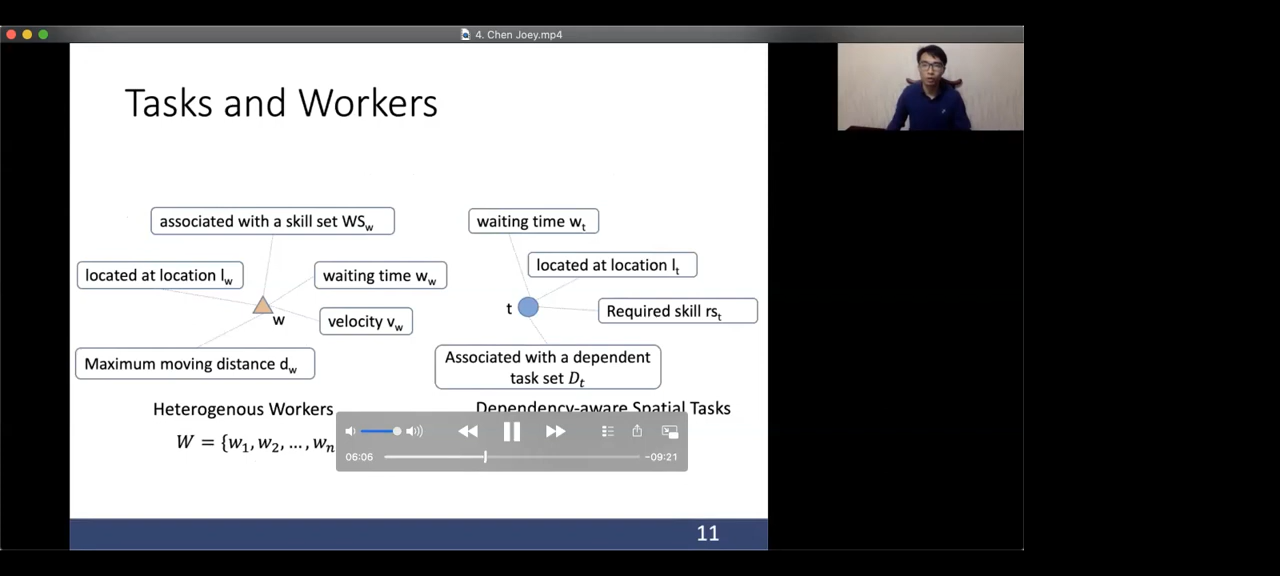 4. Chen Joey.mp4
Tasks and Workers
associated with a skill set WSw
located at location lw
waiting time ww
velocity vw
w
Maximum moving distance dw
Heterogenous Workers
W = {w1, w2, …, wn
waiting time wt
located at location lt
t
Required skill rst
Associated with a dependent
task set Dt
Dependency-aware Spatial Tasks
06:06
−09:21
11